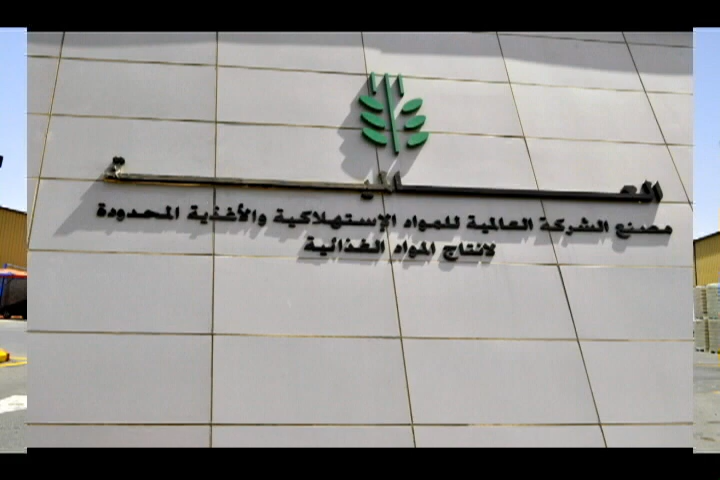 العالمية
مصنع الشركة العالمية للمواد الإستهلاكية والأغذية المحدودة
لانتاج المواد الغذائية